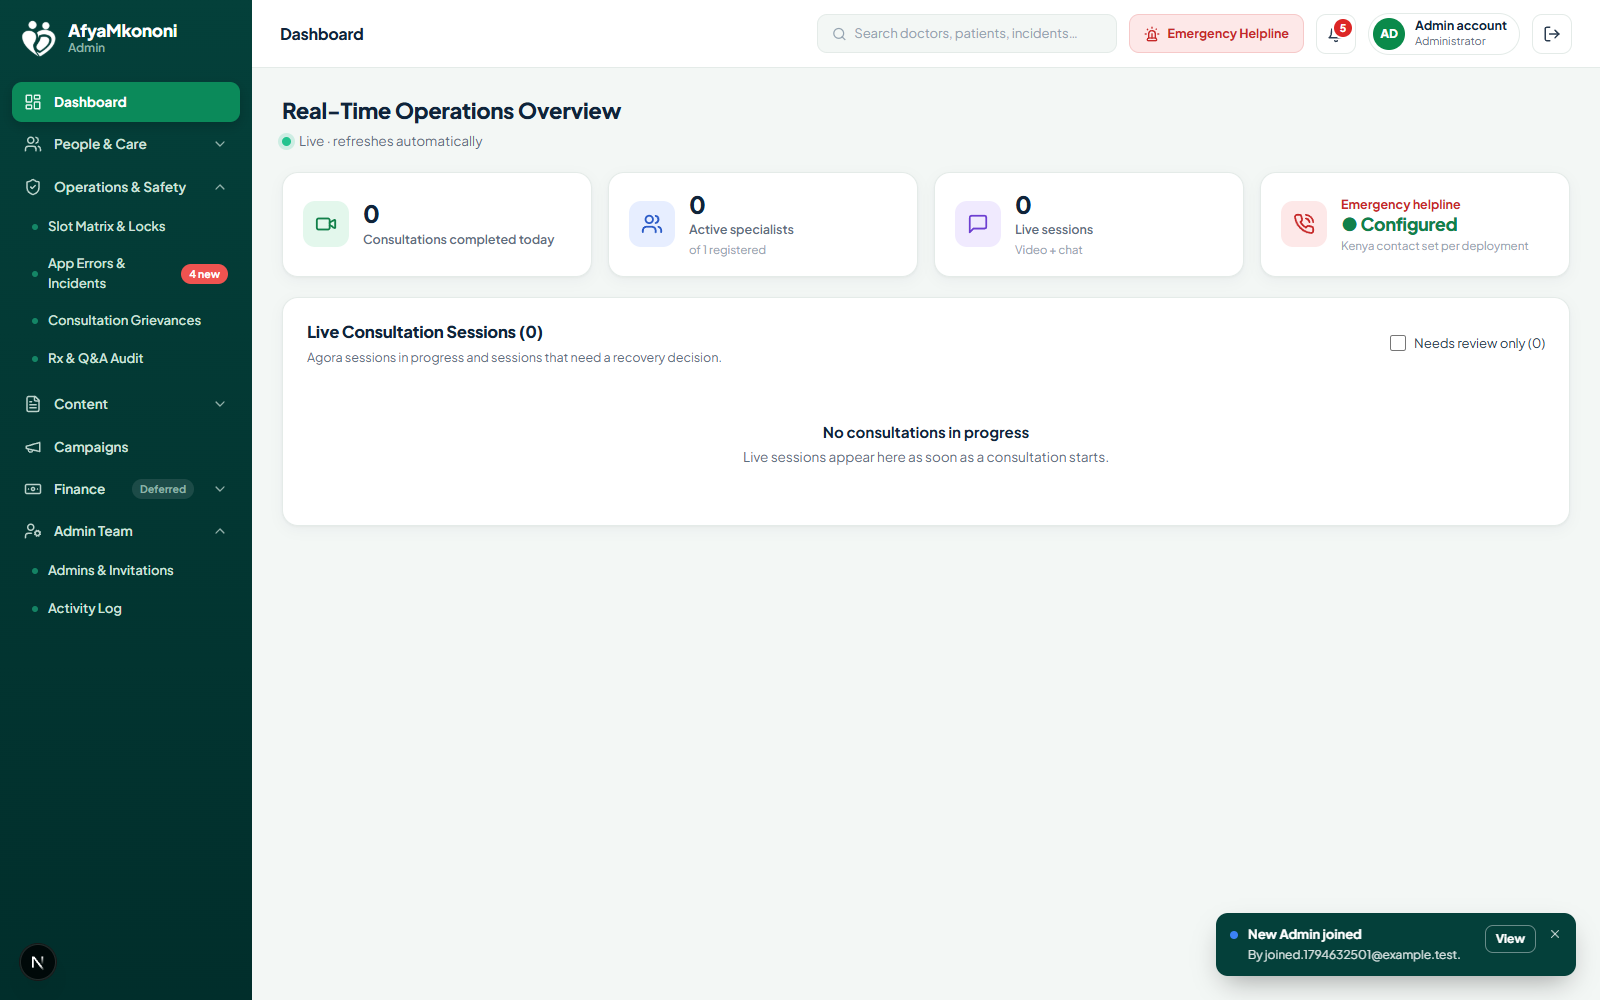 AfyaMkononi
Admin
Dashboard
People & Care
Operations & Safety
Slot Matrix & Locks
App Errors &
Incidents
4 new
Consultation Grievances
Rx & Q&A Audit
Content
Campaigns
Finance
Deferred
Admin Team
Admins & Invitations
Activity Log
N
Dashboard
Search doctors, patients, incidents...
Emergency Helpline
5
AD
Admin account
Administrator
Real-Time Operations Overview
Live · refreshes automatically
0
Consultations completed today
0
Active specialists
of 1 registered
0
Live sessions
Video + chat
Emergency helpline
Configured
Kenya contact set per deployment
Live Consultation Sessions (0)
Agora sessions in progress and sessions that need a recovery decision.
Needs review only (0)
No consultations in progress
Live sessions appear here as soon as a consultation starts.
New Admin joined
By joined.1794632501@example.test.
View